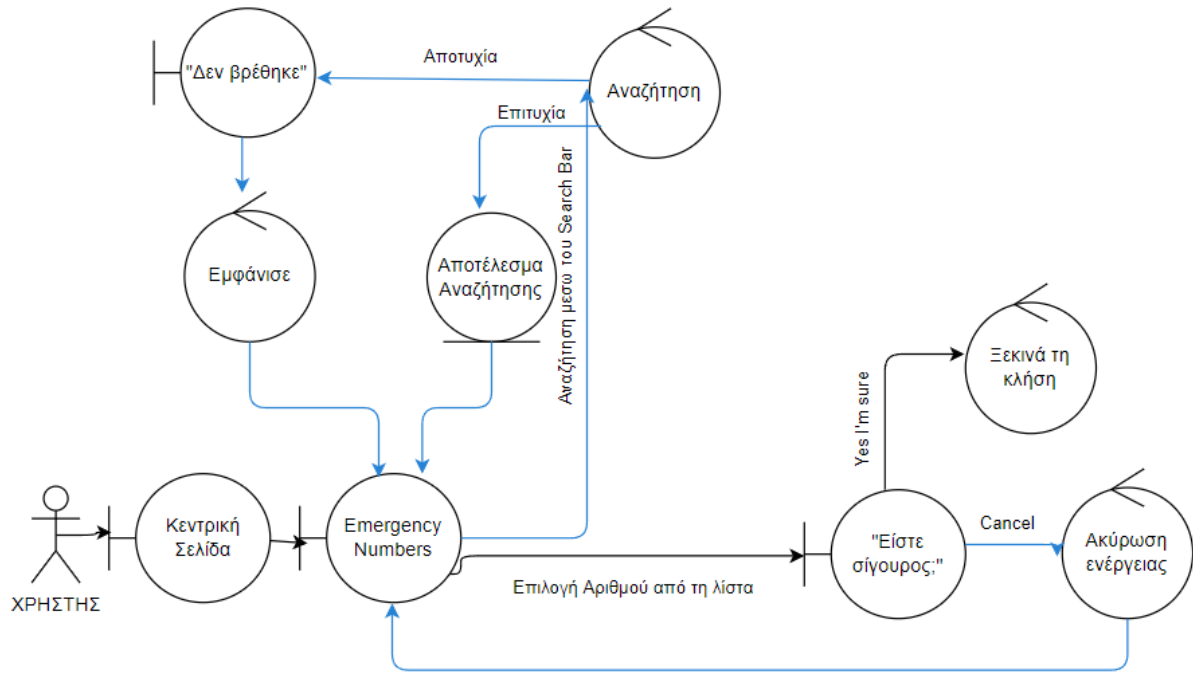 Αποτυχία
"Δεν βρέθηκε"
Αναζήτηση
Επιτυχία
Αναζήτηση μεσω του Search Bar
Εμφάνισε
Αποτέλεσμα
Αναζήτησης
Ξεκινά τη
κλήση
Yes I'm sure
Κεντρική
Σελίδα
Emergency
Numbers
"Είστε
σίγουρος;"
Cancel
Ακύρωση
ενέργειας
Επιλογή Αριθμού από τη λίστα
ΧΡΗΣΤΗΣ